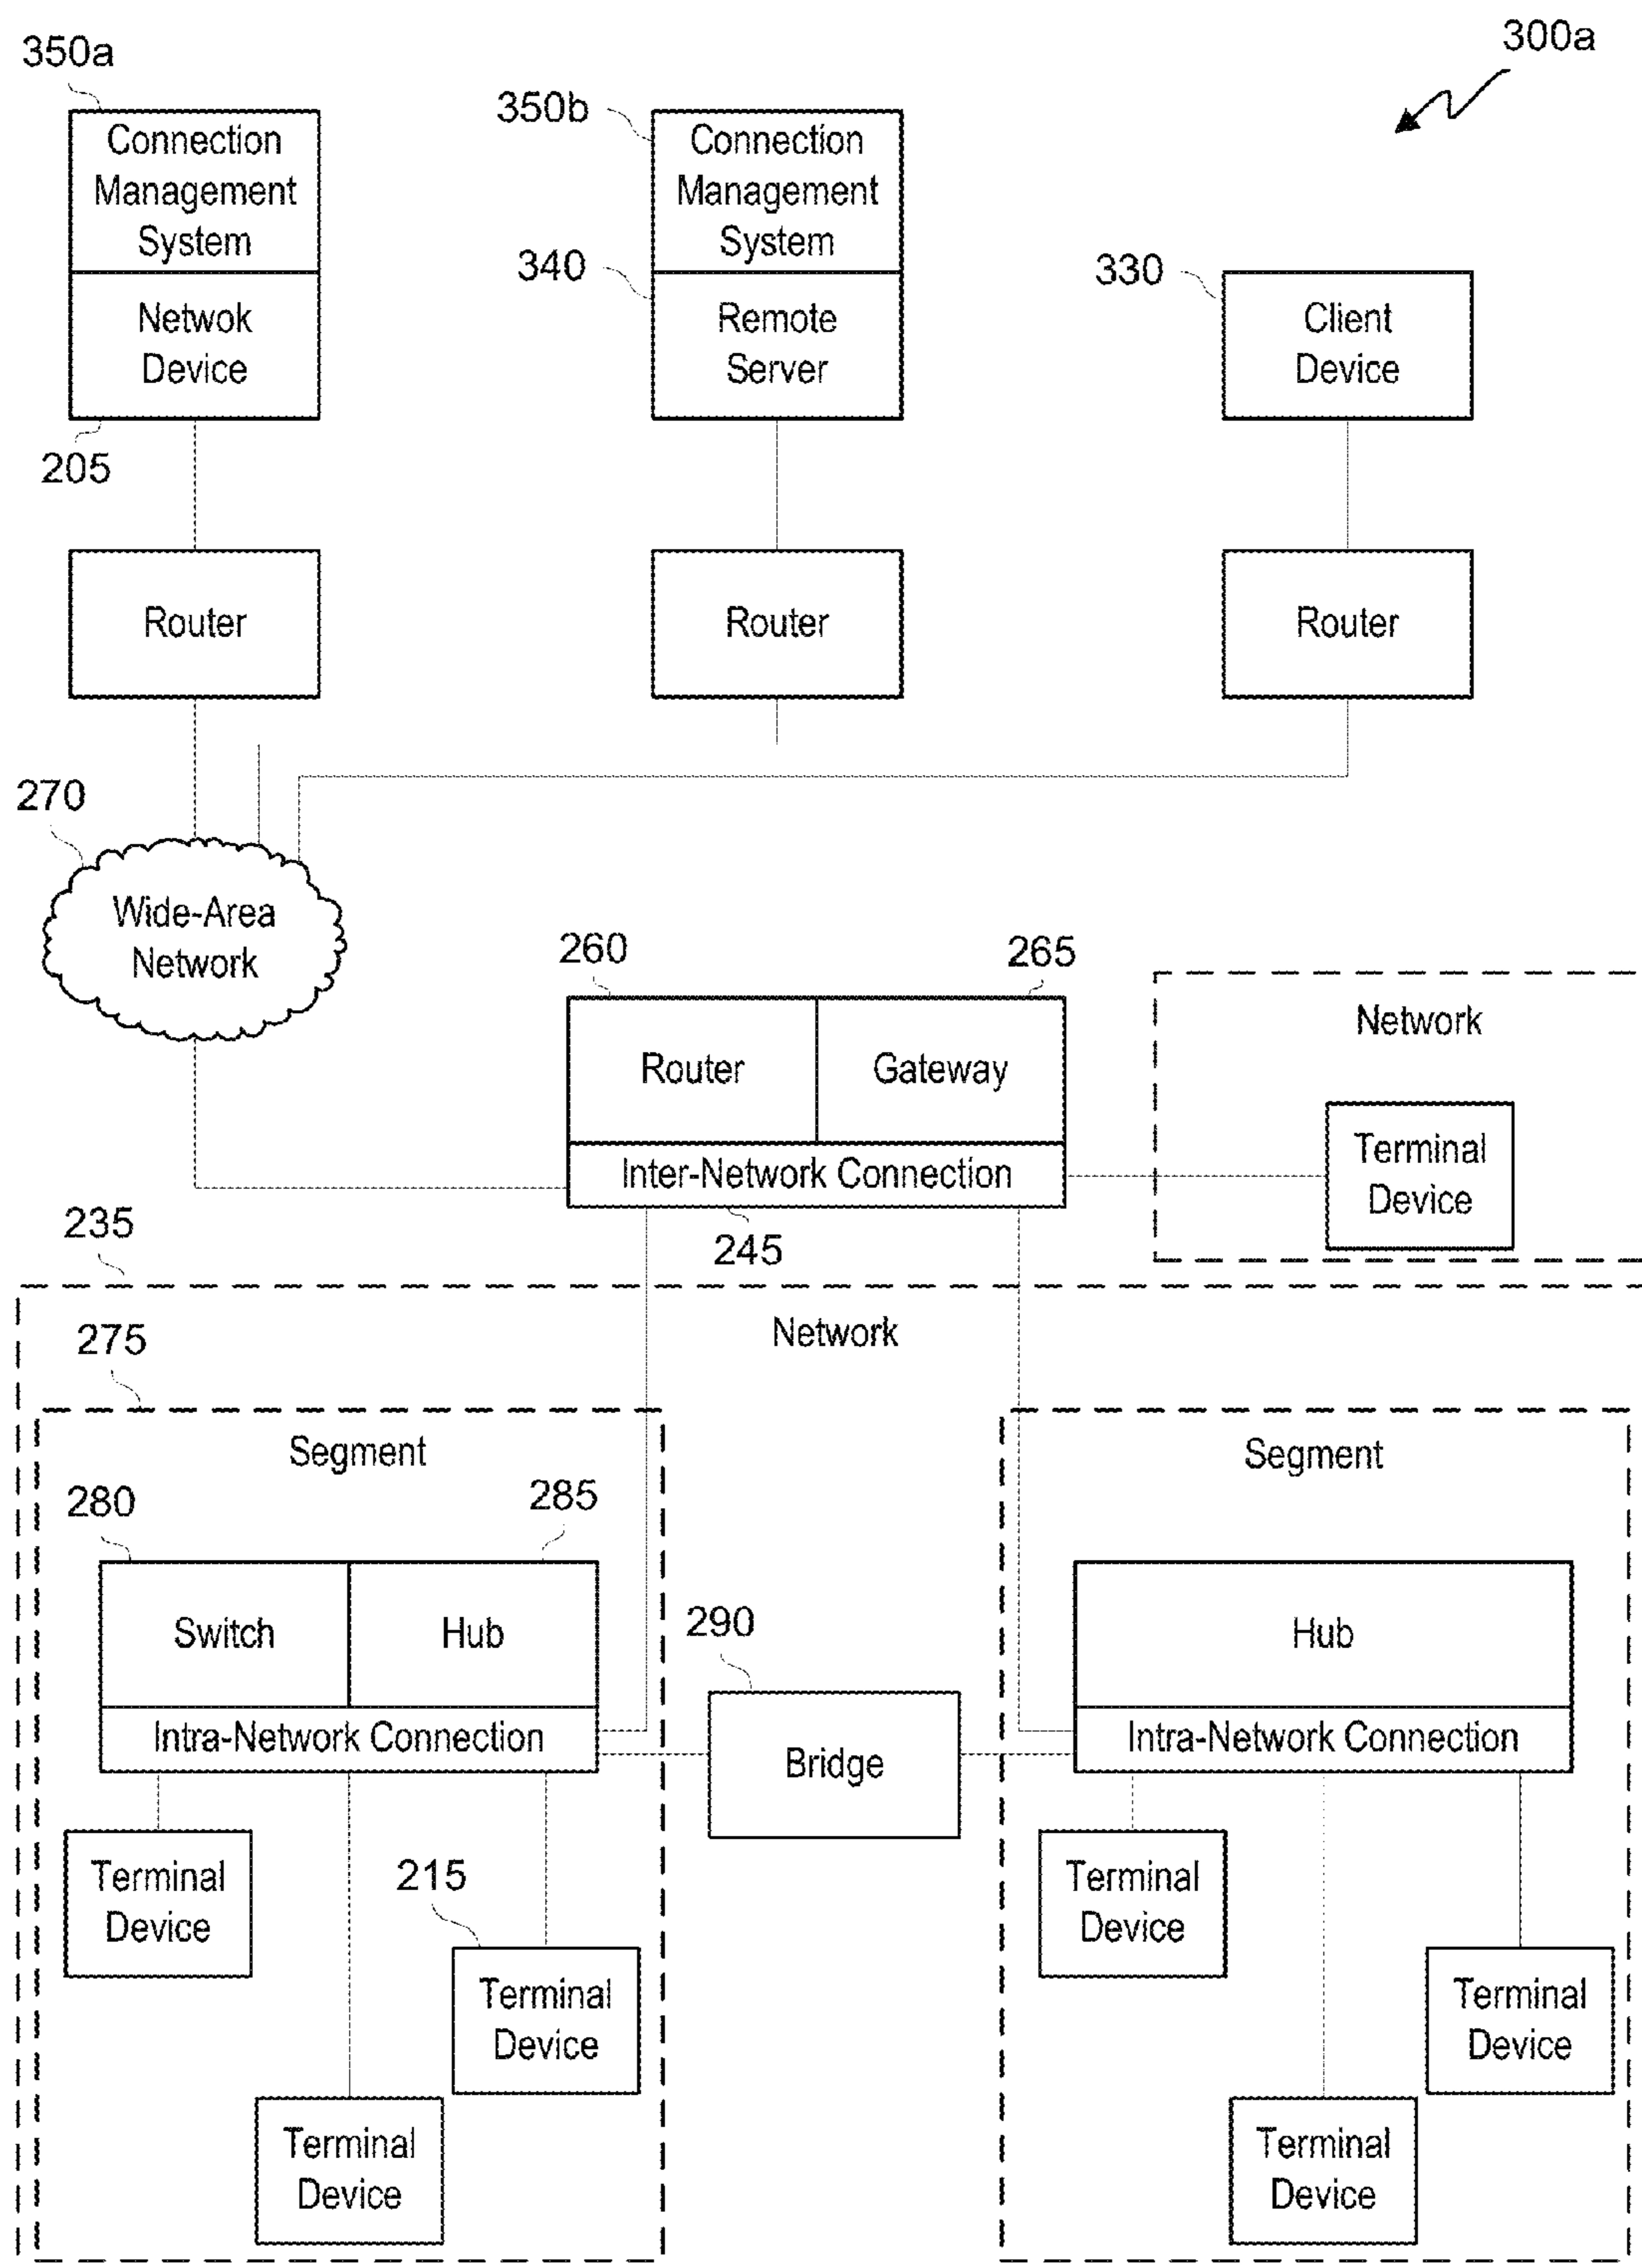 300a
350a
Connection
Management
System
Netwok
Device
205
350b
Connection
Management
System
340
Remote
Server
330
Client
Device
Router
Router
Router
270
Wide-Area
Network
260
265
Router
Gateway
Inter-Network Connection
245
Network
Terminal
Device
235
Network
275
Segment
280
285
Switch
Hub
Intra-Network Connection
Terminal
Device
215
Terminal
Device
Terminal
Device
290
Bridge
Segment
Hub
Intra-Network Connection
Terminal
Device
Terminal
Device
Terminal
Device